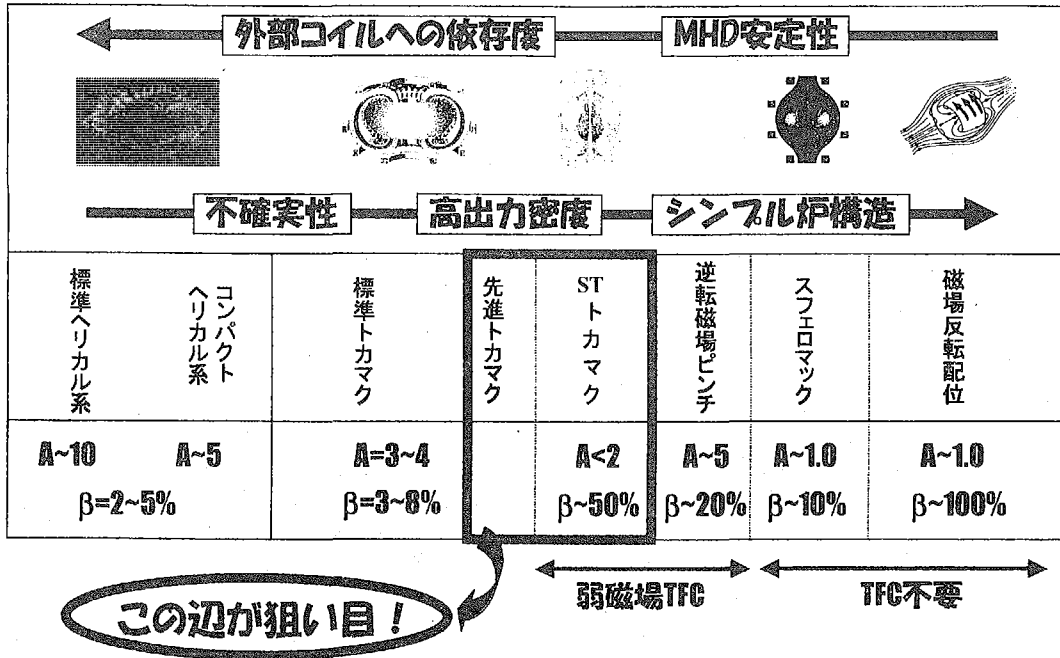 外部コイルへの依存度 MHD安定性
不確実性 高出力密度 シンプル炉構造
標準ヘリカル系
コンパクト
ヘリカル系
標準トカマク
先進トカマク
ST
トカマク
逆転磁場ピンチ
スフェロマック
磁場反転配位
A~10 A~5 A=3~4 A<2 A~5 A~1.0 A~1.0
β=2~5% β=3~8% β~50% β~20% β~10% β~100%
弱磁場TFC TFC不要
この辺が狙い目！